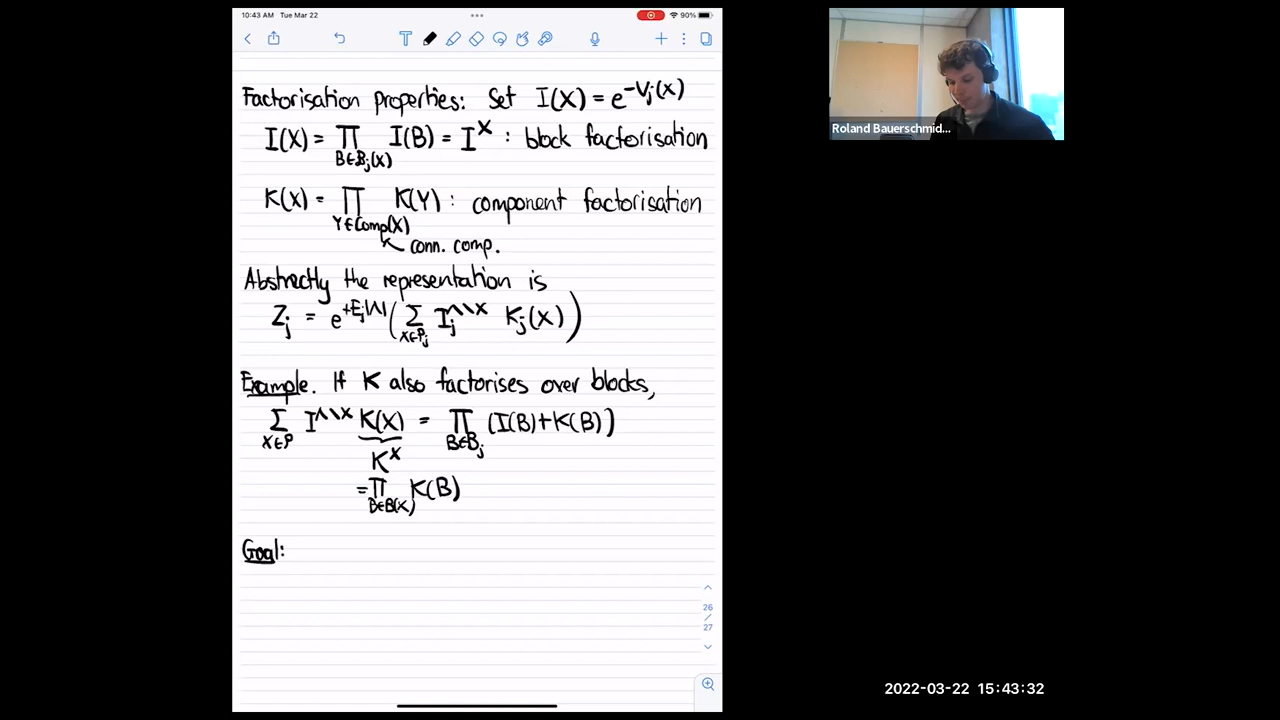 10:43 AM Tue Mar 22
90%
Factorisation properties: Set I(X) = e^{-V_j(X)}
I(X) = ∏_{B∈B_j(X)} I(B) = I^X : block factorisation
K(X) = ∏_{Y∈Comp(X)} K(Y) : component factorisation
conn. comp.
Abstractly the representation is
Z_j = e^{+E_j|Λ|} ( ∑_{X∈P_j} I_j^{Λ\X} K_j(X) )
Example. If K also factorises over blocks,
∑_{X∈P} I^{Λ\X} K(X) = ∏_{B∈B_j} (I(B)+K(B))
K^X
= ∏_{B∈B(X)} K(B)
Goal:
26
/
27
Roland Bauerschmid...
2022-03-22 15:43:32